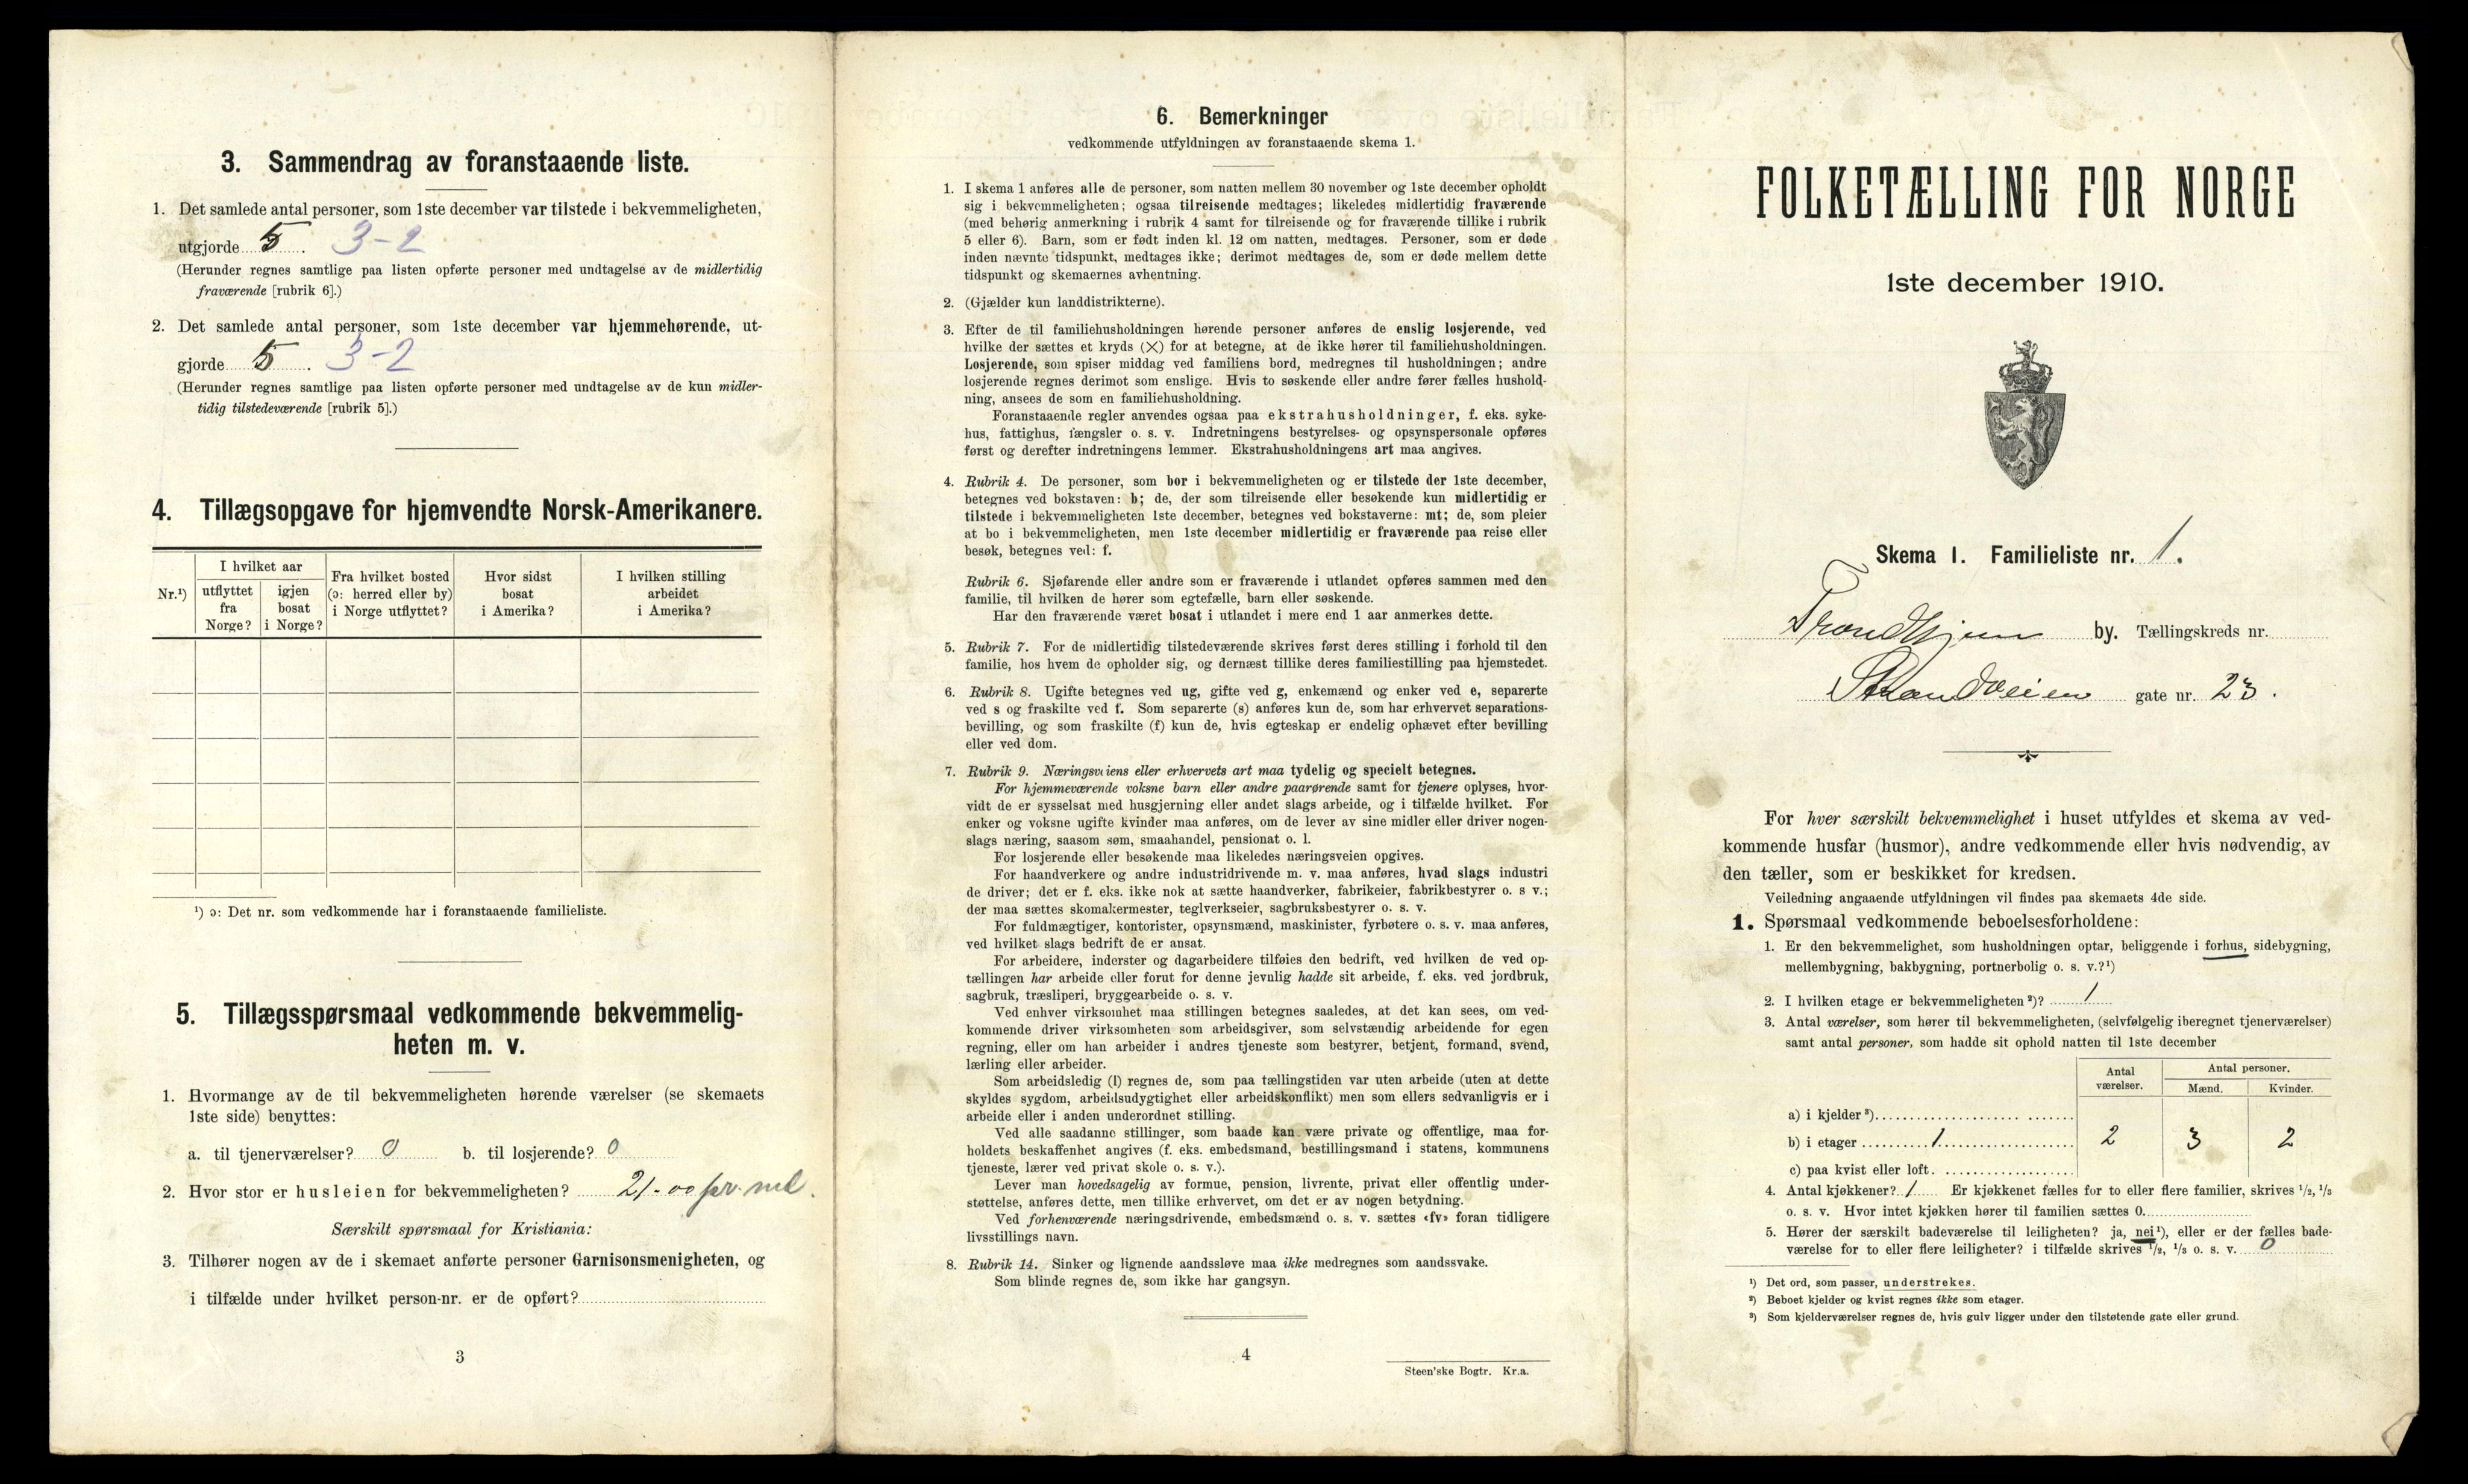 3. Sammendrag av foranstaaende liste.
1. Det samlede antal personer, som 1ste december var tilstede i bekvemmeligheten,
utgjorde 5. 3-2
(Herunder regnes samtlige paa listen opførte personer med undtagelse av de midlertidig
fraværende [rubrik 6].)
2. Det samlede antal personer, som 1ste december var hjemmehørende, ut-
gjorde 5. 3-2
(Herunder regnes samtlige paa listen opførte personer med undtagelse av de kun midler-
tidig tilstedeværende [rubrik 5].)
4. Tillægsopgave for hjemvendte Norsk-Amerikanere.
Nr.¹)
I hvilket aar
utflyttet
fra
Norge?
igjen
bosat
i Norge?
Fra hvilket bosted
(ɔ: herred eller by)
i Norge utflyttet?
Hvor sidst
bosat
i Amerika?
I hvilken stilling
arbeidet
i Amerika?
¹) ɔ: Det nr. som vedkommende har i foranstaaende familieliste.
5. Tillægsspørsmaal vedkommende bekvemmelig-
heten m. v.
1. Hvormange av de til bekvemmeligheten hørende værelser (se skemaets
1ste side) benyttes:
a. til tjenerværelser? 0 b. til losjerende? 0
2. Hvor stor er husleien for bekvemmeligheten? 21-00 pr. md.
Særskilt spørsmaal for Kristiania:
3. Tilhører nogen av de i skemaet anførte personer Garnisonsmenigheten, og
i tilfælde under hvilket person-nr. er de opført?
3
6. Bemerkninger
vedkommende utfyldningen av foranstaaende skema 1.
1. I skema 1 anføres alle de personer, som natten mellem 30 november og 1ste december opholdt
sig i bekvemmeligheten; ogsaa tilreisende medtages; likeledes midlertidig fraværende
(med behørig anmerkning i rubrik 4 samt for tilreisende og for fraværende tillike i rubrik
5 eller 6). Barn, som er født inden kl. 12 om natten, medtages. Personer, som er døde
inden nævnte tidspunkt, medtages ikke; derimot medtages de, som er døde mellem dette
tidspunkt og skemaernes avhentning.
2. (Gjælder kun landdistrikterne).
3. Efter de til familiehusholdningen hørende personer anføres de enslig losjerende, ved
hvilke der sættes et kryds (×) for at betegne, at de ikke hører til familiehusholdningen.
Losjerende, som spiser middag ved familiens bord, medregnes til husholdningen; andre
losjerende regnes derimot som enslige. Hvis to søskende eller andre fører fælles hushold-
ning, ansees de som en familiehusholdning.
Foranstaaende regler anvendes ogsaa paa ekstrahusholdninger, f. eks. syke-
hus, fattighus, fængsler o. s. v. Indretningens bestyrelses- og opsynspersonale opføres
først og derefter indretningens lemmer. Ekstrahusholdningens art maa angives.
4. Rubrik 4. De personer, som bor i bekvemmeligheten og er tilstede der 1ste december,
betegnes ved bokstaven: b; de, der som tilreisende eller besøkende kun midlertidig er
tilstede i bekvemmeligheten 1ste december, betegnes ved bokstaverne: mt; de, som pleier
at bo i bekvemmeligheten, men 1ste december midlertidig er fraværende paa reise eller
besøk, betegnes ved: f.
Rubrik 6. Sjøfarende eller andre som er fraværende i utlandet opføres sammen med den
familie, til hvilken de hører som egtefælle, barn eller søskende.
Har den fraværende været bosat i utlandet i mere end 1 aar anmerkes dette.
5. Rubrik 7. For de midlertidig tilstedeværende skrives først deres stilling i forhold til den
familie, hos hvem de opholder sig, og dernæst tillike deres familiestilling paa hjemstedet.
6. Rubrik 8. Ugifte betegnes ved ug, gifte ved g, enkemænd og enker ved e, separerte
ved s og fraskilte ved f. Som separerte (s) anføres kun de, som har erhvervet separations-
bevilling, og som fraskilte (f) kun de, hvis egteskap er endelig ophævet efter bevilling
eller ved dom.
7. Rubrik 9. Næringsveiens eller erhvervets art maa tydelig og specielt betegnes.
For hjemmeværende voksne barn eller andre paarørende samt for tjenere oplyses, hvor-
vidt de er sysselsat med husgjerning eller andet slags arbeide, og i tilfælde hvilket. For
enker og voksne ugifte kvinder maa anføres, om de lever av sine midler eller driver nogen-
slags næring, saasom søm, smaahandel, pensionat o. l.
For losjerende eller besøkende maa likeledes næringsveien opgives.
For haandverkere og andre industridrivende m. v. maa anføres, hvad slags industri
de driver; det er f. eks. ikke nok at sætte haandverker, fabrikeier, fabrikbestyrer o. s v.;
der maa sættes skomakermester, teglverkseier, sagbruksbestyrer o. s. v.
For fuldmægtiger, kontorister, opsynsmænd, maskinister, fyrbøtere o. s. v. maa anføres,
ved hvilket slags bedrift de er ansat.
For arbeidere, inderster og dagarbeidere tilføies den bedrift, ved hvilken de ved op-
tællingen har arbeide eller forut for denne jevnlig hadde sit arbeide, f. eks. ved jordbruk,
sagbruk, træsliperi, bryggearbeide o. s. v.
Ved enhver virksomhet maa stillingen betegnes saaledes, at det kan sees, om ved-
kommende driver virksomheten som arbeidsgiver, som selvstændig arbeidende for egen
regning, eller om han arbeider i andres tjeneste som bestyrer, betjent, formand, svend,
lærling eller arbeider.
Som arbeidsledig (l) regnes de, som paa tællingstiden var uten arbeide (uten at dette
skyldes sygdom, arbeidsudygtighet eller arbeidskonflikt) men som ellers sedvanligvis er i
arbeide eller i anden underordnet stilling.
Ved alle saadanne stillinger, som baade kan være private og offentlige, maa for-
holdets beskaffenhet angives (f. eks. embedsmand, bestillingsmand i statens, kommunens
tjeneste, lærer ved privat skole o. s. v.).
Lever man hovedsagelig av formue, pension, livrente, privat eller offentlig under-
støttelse, anføres dette, men tillike erhvervet, om det er av nogen betydning.
Ved forhenværende næringsdrivende, embedsmænd o. s. v. sættes «fv» foran tidligere
livsstillings navn.
8. Rubrik 14. Sinker og lignende aandssløve maa ikke medregnes som aandssvake.
Som blinde regnes de, som ikke har gangsyn.
4
Steen'ske Bogtr. Kr.a.
FOLKETÆLLING FOR NORGE
1ste december 1910.
Skema 1. Familieliste nr. 1.
Trondhjem by. Tællingskreds nr.
Strandveien gate nr. 23.
For hver særskilt bekvemmelighet i huset utfyldes et skema av ved-
kommende husfar (husmor), andre vedkommende eller hvis nødvendig, av
den tæller, som er beskikket for kredsen.
Veiledning angaaende utfyldningen vil findes paa skemaets 4de side.
1. Spørsmaal vedkommende beboelsesforholdene:
1. Er den bekvemmelighet, som husholdningen optar, beliggende i forhus, sidebygning,
mellembygning, bakbygning, portnerbolig o. s. v.?¹)
2. I hvilken etage er bekvemmeligheten²)? 1
3. Antal værelser, som hører til bekvemmeligheten, (selvfølgelig iberegnet tjenerværelser)
samt antal personer, som hadde sit ophold natten til 1ste december
Antal
værelser.
Antal personer.
Mænd. Kvinder.
a) i kjelder³)
b) i etager 1 2 3 2
c) paa kvist eller loft.
4. Antal kjøkkener? 1 Er kjøkkenet fælles for to eller flere familier, skrives ¹/₂, ¹/₃
o. s. v. Hvor intet kjøkken hører til familien sættes 0.
5. Hører der særskilt badeværelse til leiligheten? ja, nei¹), eller er der fælles bade-
værelse for to eller flere leiligheter? i tilfælde skrives ¹/₂, ¹/₃ o. s. v. 0
¹) Det ord, som passer, understrekes.
²) Beboet kjelder og kvist regnes ikke som etager.
³) Som kjelderværelser regnes de, hvis gulv ligger under den tilstøtende gate eller grund.